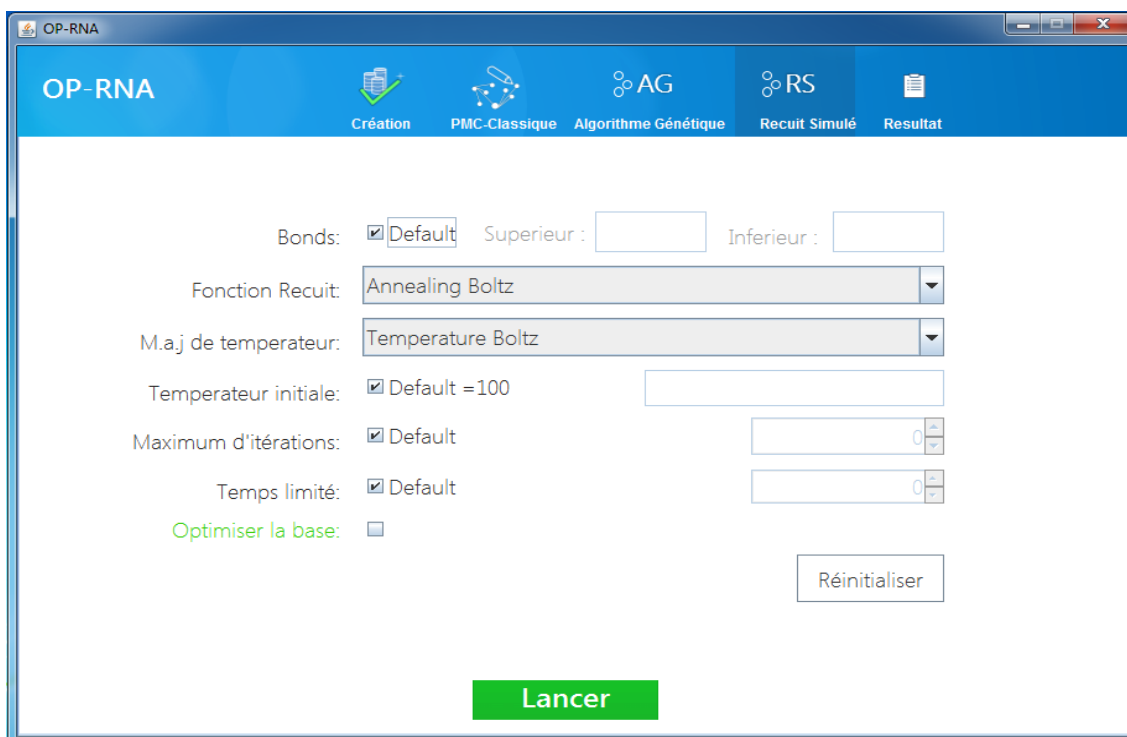 OP-RNA
OP-RNA
AG RS
Création PMC-Classique Algorithme Génétique Recuit Simulé Resultat
Bonds: Default Superieur : Inferieur :
Fonction Recuit: Annealing Boltz
M.a.j de temperateur: Temperature Boltz
Temperateur initiale: Default =100
Maximum d'itérations: Default 0
Temps limité: Default 0
Optimiser la base:
Réinitialiser
Lancer